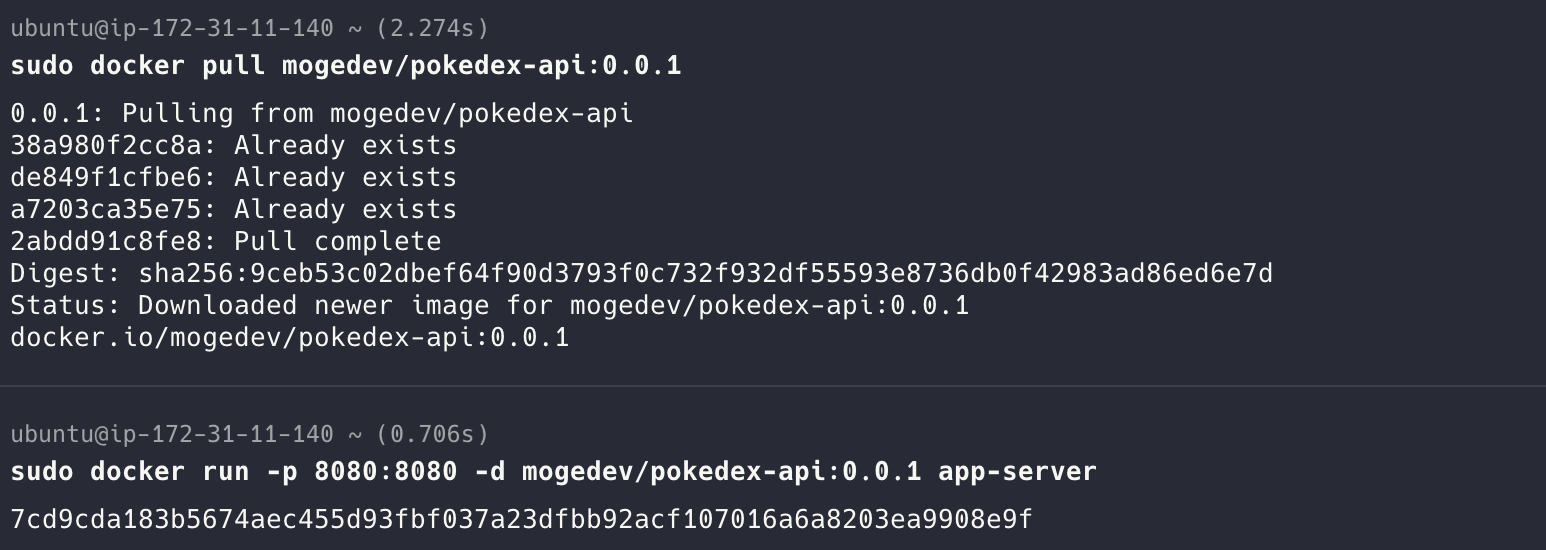 ubuntu@ip-172-31-11-140 ~ (2.274s)
sudo docker pull mogedev/pokedex-api:0.0.1
0.0.1: Pulling from mogedev/pokedex-api
38a980f2cc8a: Already exists
de849f1cfbe6: Already exists
a7203ca35e75: Already exists
2abdd91c8fe8: Pull complete
Digest: sha256:9ceb53c02dbef64f90d3793f0c732f932df55593e8736db0f42983ad86ed6e7d
Status: Downloaded newer image for mogedev/pokedex-api:0.0.1
docker.io/mogedev/pokedex-api:0.0.1
ubuntu@ip-172-31-11-140 ~ (0.706s)
sudo docker run -p 8080:8080 -d mogedev/pokedex-api:0.0.1 app-server
7cd9cda183b5674aec455d93fbf037a23dfbb92acf107016a6a8203ea9908e9f